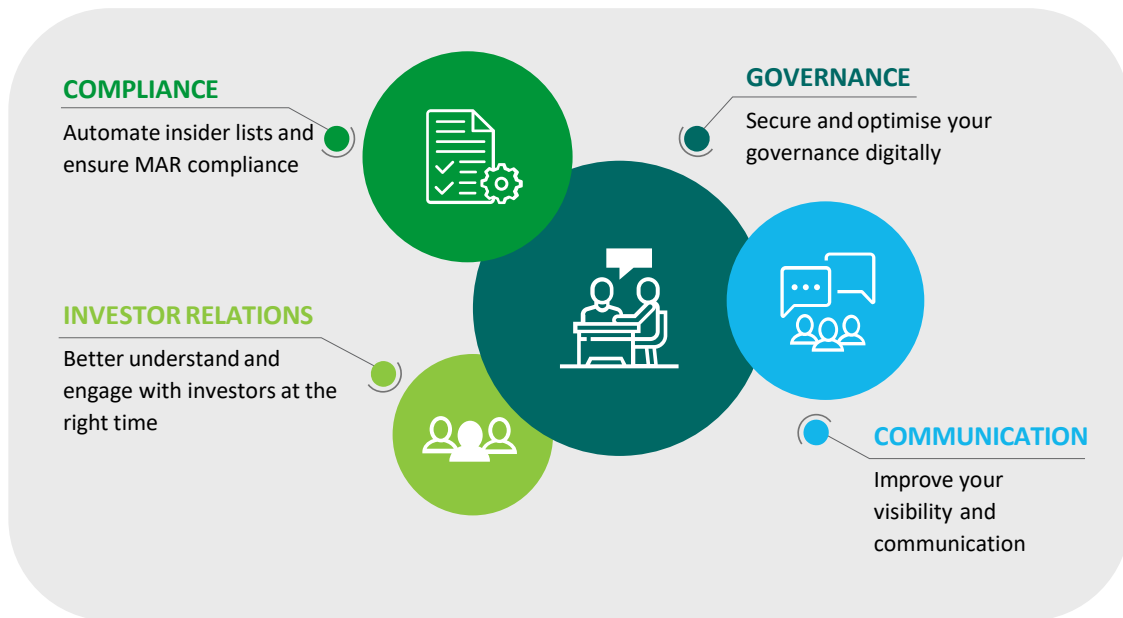 COMPLIANCE
Automate insider lists and
ensure MAR compliance
GOVERNANCE
Secure and optimise your
governance digitally
INVESTOR RELATIONS
Better understand and
engage with investors at the
right time
COMMUNICATION
Improve your
visibility and
communication